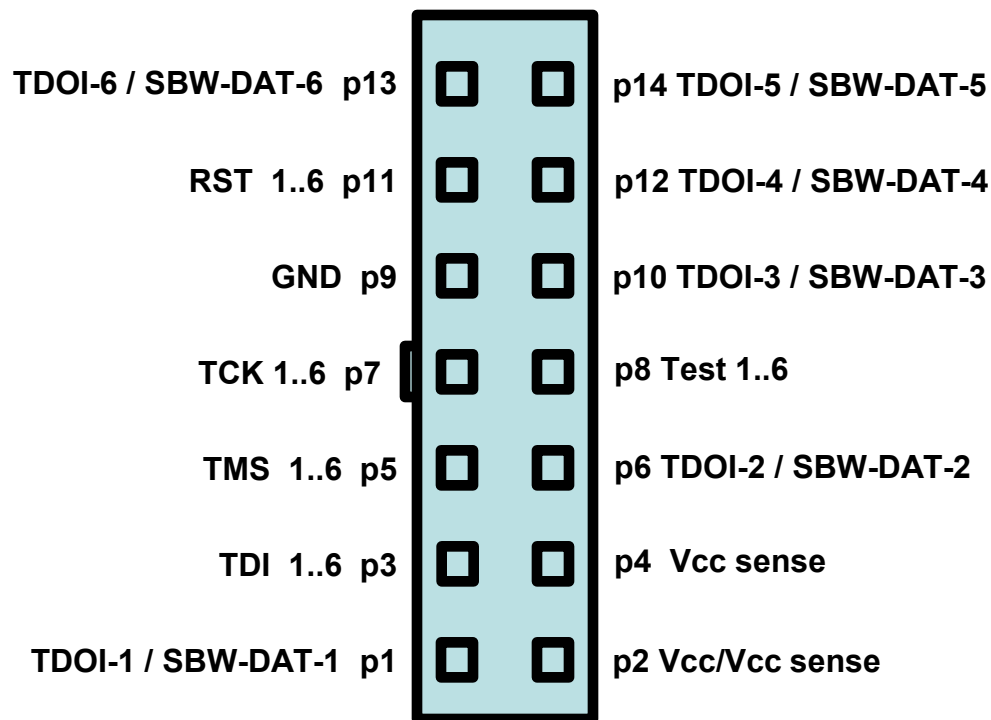 TDOI-6 / SBW-DAT-6 p13
p14 TDOI-5 / SBW-DAT-5
RST 1..6 p11
p12 TDOI-4 / SBW-DAT-4
GND p9
p10 TDOI-3 / SBW-DAT-3
TCK 1..6 p7
p8 Test 1..6
TMS 1..6 p5
p6 TDOI-2 / SBW-DAT-2
TDI 1..6 p3
p4 Vcc sense
TDOI-1 / SBW-DAT-1 p1
p2 Vcc/Vcc sense